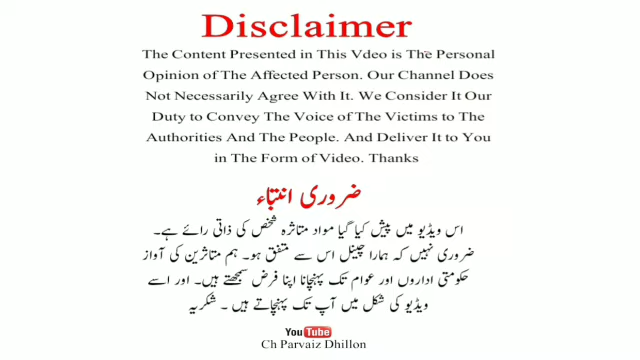 Disclaimer
The Content Presented in This Vdeo is The Personal
Opinion of The Affected Person. Our Channel Does
Not Necessarily Agree With It. We Consider It Our
Duty to Convey The Voice of The Victims to The
Authorities And The People. And Deliver It to You
in The Form of Video. Thanks
ضروری انتباء
اس ویڈیو میں پیش کیا گیا مواد متاثرہ شخص کی ذاتی رائے ہے۔
ضروری نہیں کہ ہمارا چینل اس سے متفق ہو۔ ہم متاثرین کی آواز
حکومتی اداروں اور عوام تک پہنچانا اپنا فرض سمجھتے ہیں۔ اور اسے
ویڈیو کی شکل میں آپ تک پہنچاتے ہیں ۔ شکریہ
YouTube
Ch Parvaiz Dhillon